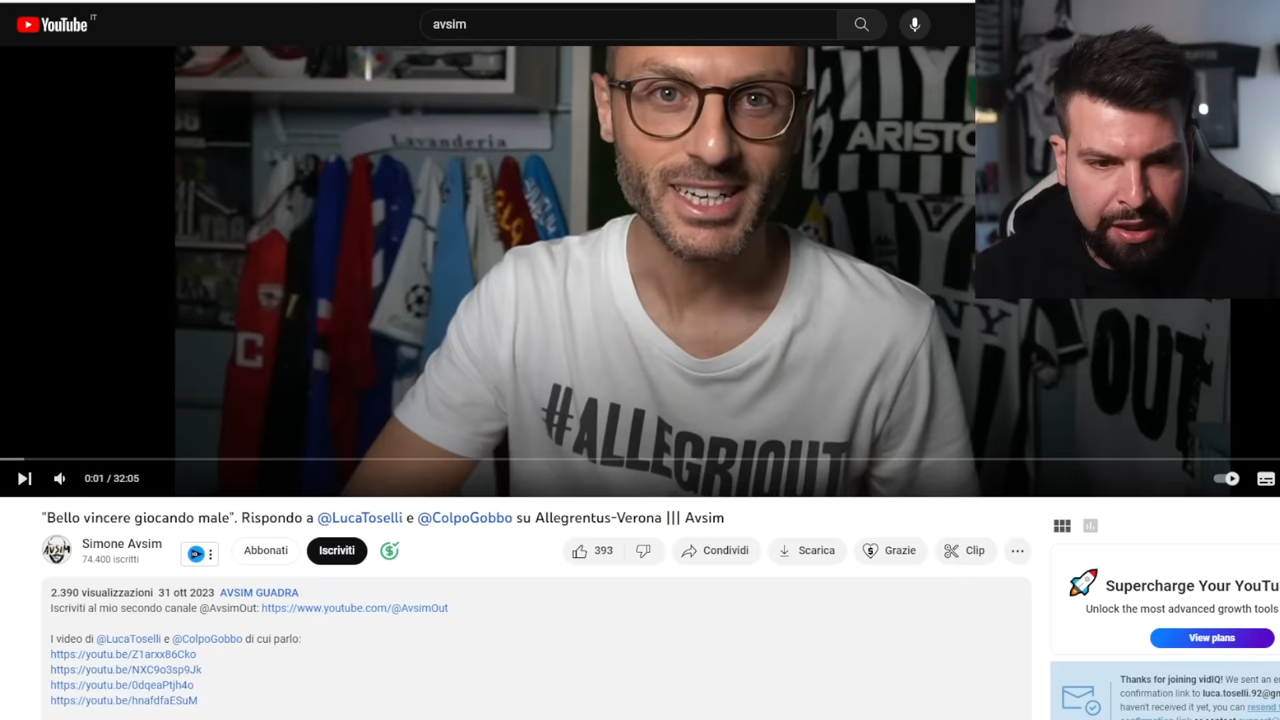 YouTube IT
avsim
Lavanderia
ARISTO
NY
OUT
C
#ALLEGRIOUT
0:01 / 32:05
"Bello vincere giocando male". Rispondo a @LucaToselli e @ColpoGobbo su Allegrentus-Verona ||| Avsim
Simone Avsim
74.400 iscritti
Abbonati
Iscriviti
393
Condividi
Scarica
Grazie
Clip
2.390 visualizzazioni 31 ott 2023 AVSIM GUADRA
Iscriviti al mio secondo canale @AvsimOut: https://www.youtube.com/@AvsimOut
I video di @LucaToselli e @ColpoGobbo di cui parlo:
https://youtu.be/Z1arxx86Cko
https://youtu.be/NXC9o3sp9Jk
https://youtu.be/0dqeaPtjh4o
https://youtu.be/hnafdfaESuM
Supercharge Your YouTu
Unlock the most advanced growth tools
View plans
Thanks for joining vidIQ! We sent an e
confirmation link to luca.toselli.92@gm
haven't received it yet, you can resend